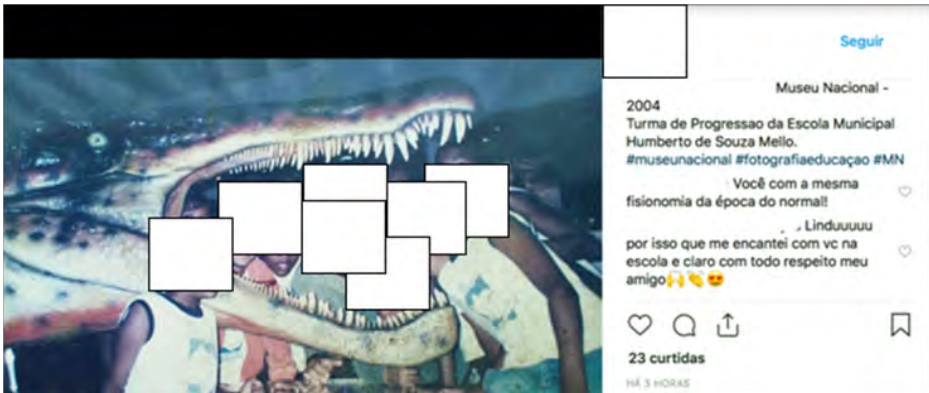 Seguir
Museu Nacional -
2004
Turma de Progressao da Escola Municipal
Humberto de Souza Mello.
#museunacional #fotografiaeducaçao #MN
Você com a mesma
fisionomia da época do normal!
Linduuuuu
por isso que me encantei com vc na
escola e claro com todo respeito meu
amigo🙌👏😍
23 curtidas
HÁ 3 HORAS